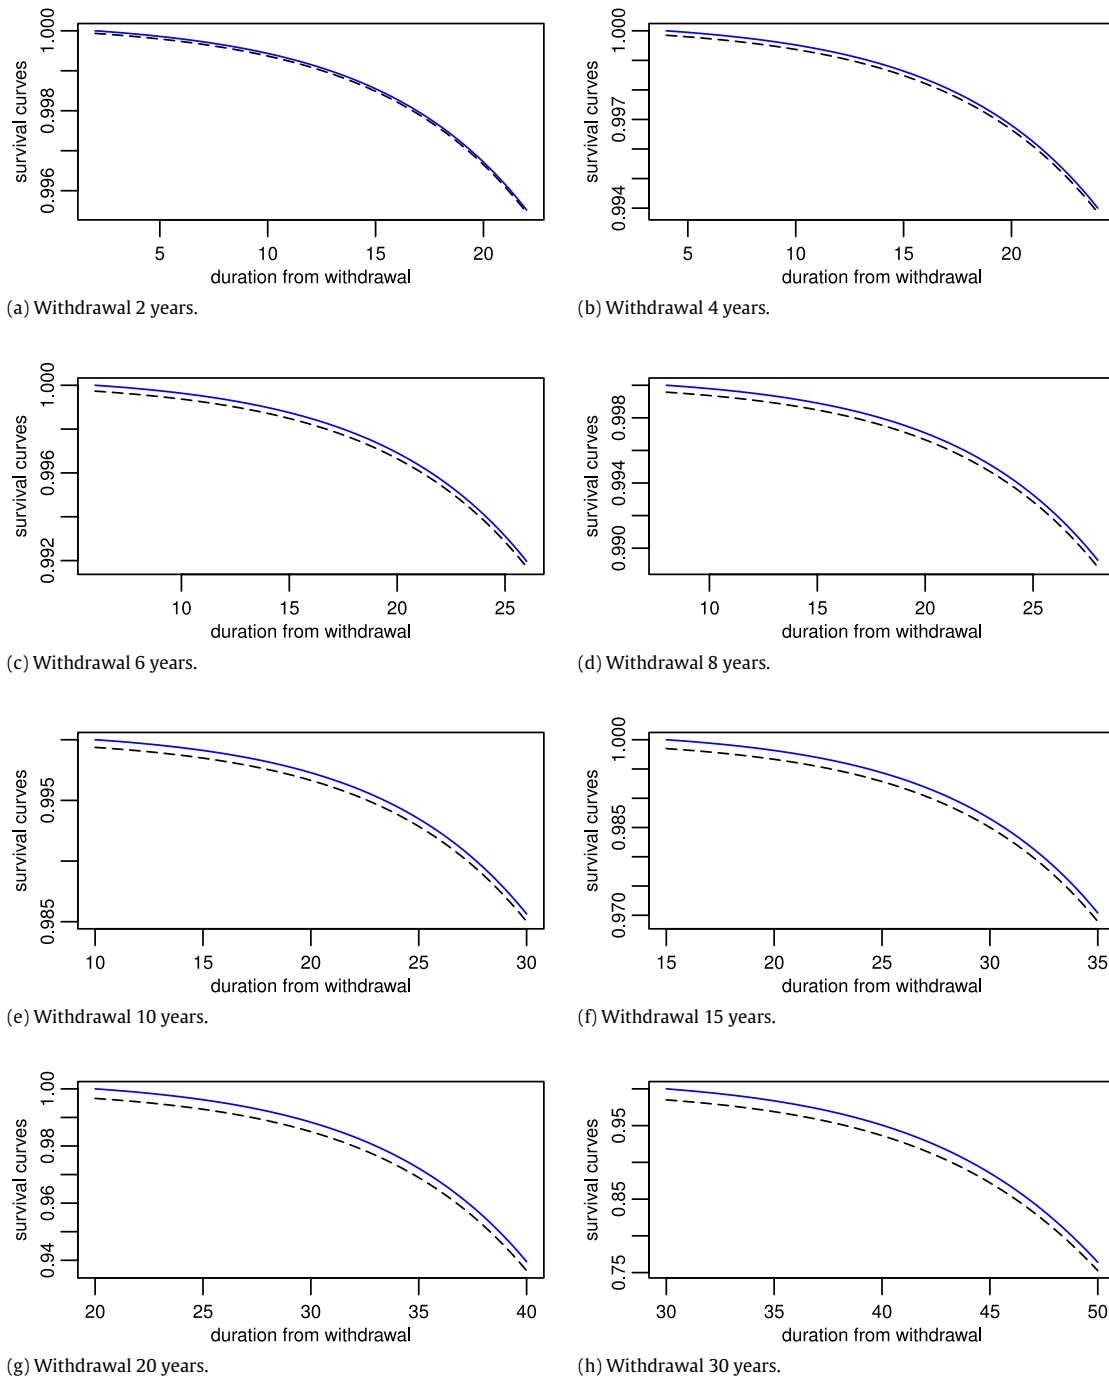 survival curves
1.000
0.998
0.996
5 10 15 20
duration from withdrawal
(a) Withdrawal 2 years.
survival curves
1.000
0.997
0.994
5 10 15 20
duration from withdrawal
(b) Withdrawal 4 years.
survival curves
1.000
0.996
0.992
10 15 20 25
duration from withdrawal
(c) Withdrawal 6 years.
survival curves
0.998
0.994
0.990
10 15 20 25
duration from withdrawal
(d) Withdrawal 8 years.
survival curves
0.995
0.985
10 15 20 25 30
duration from withdrawal
(e) Withdrawal 10 years.
survival curves
1.000
0.985
0.970
15 20 25 30 35
duration from withdrawal
(f) Withdrawal 15 years.
survival curves
1.00
0.98
0.96
0.94
20 25 30 35 40
duration from withdrawal
(g) Withdrawal 20 years.
survival curves
0.95
0.85
0.75
30 35 40 45 50
duration from withdrawal
(h) Withdrawal 30 years.